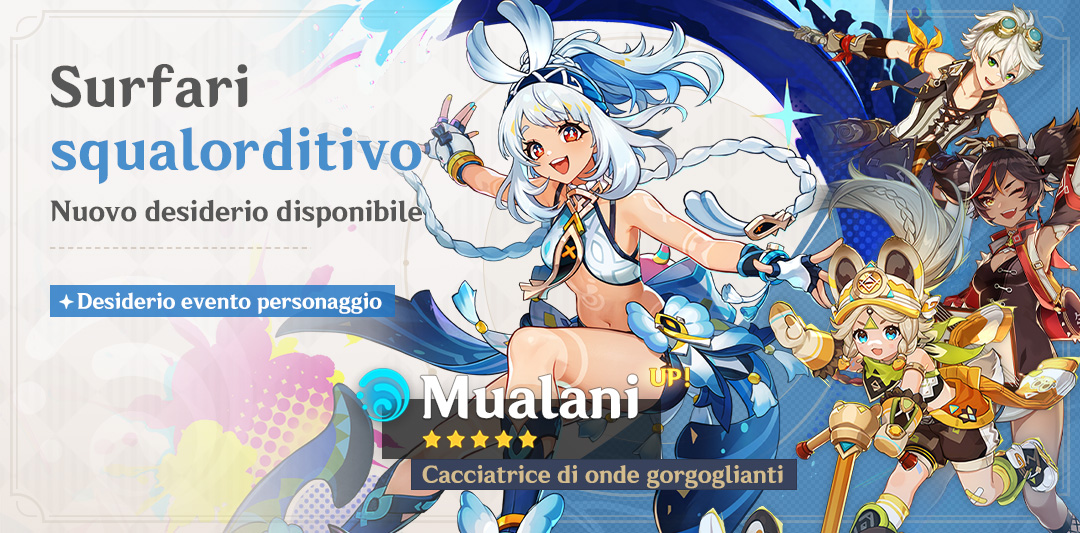 Surfari
squalorditivo
Nuovo desiderio disponibile
Desiderio evento personaggio
Mualani UP!
Cacciatrice di onde gorgoglianti